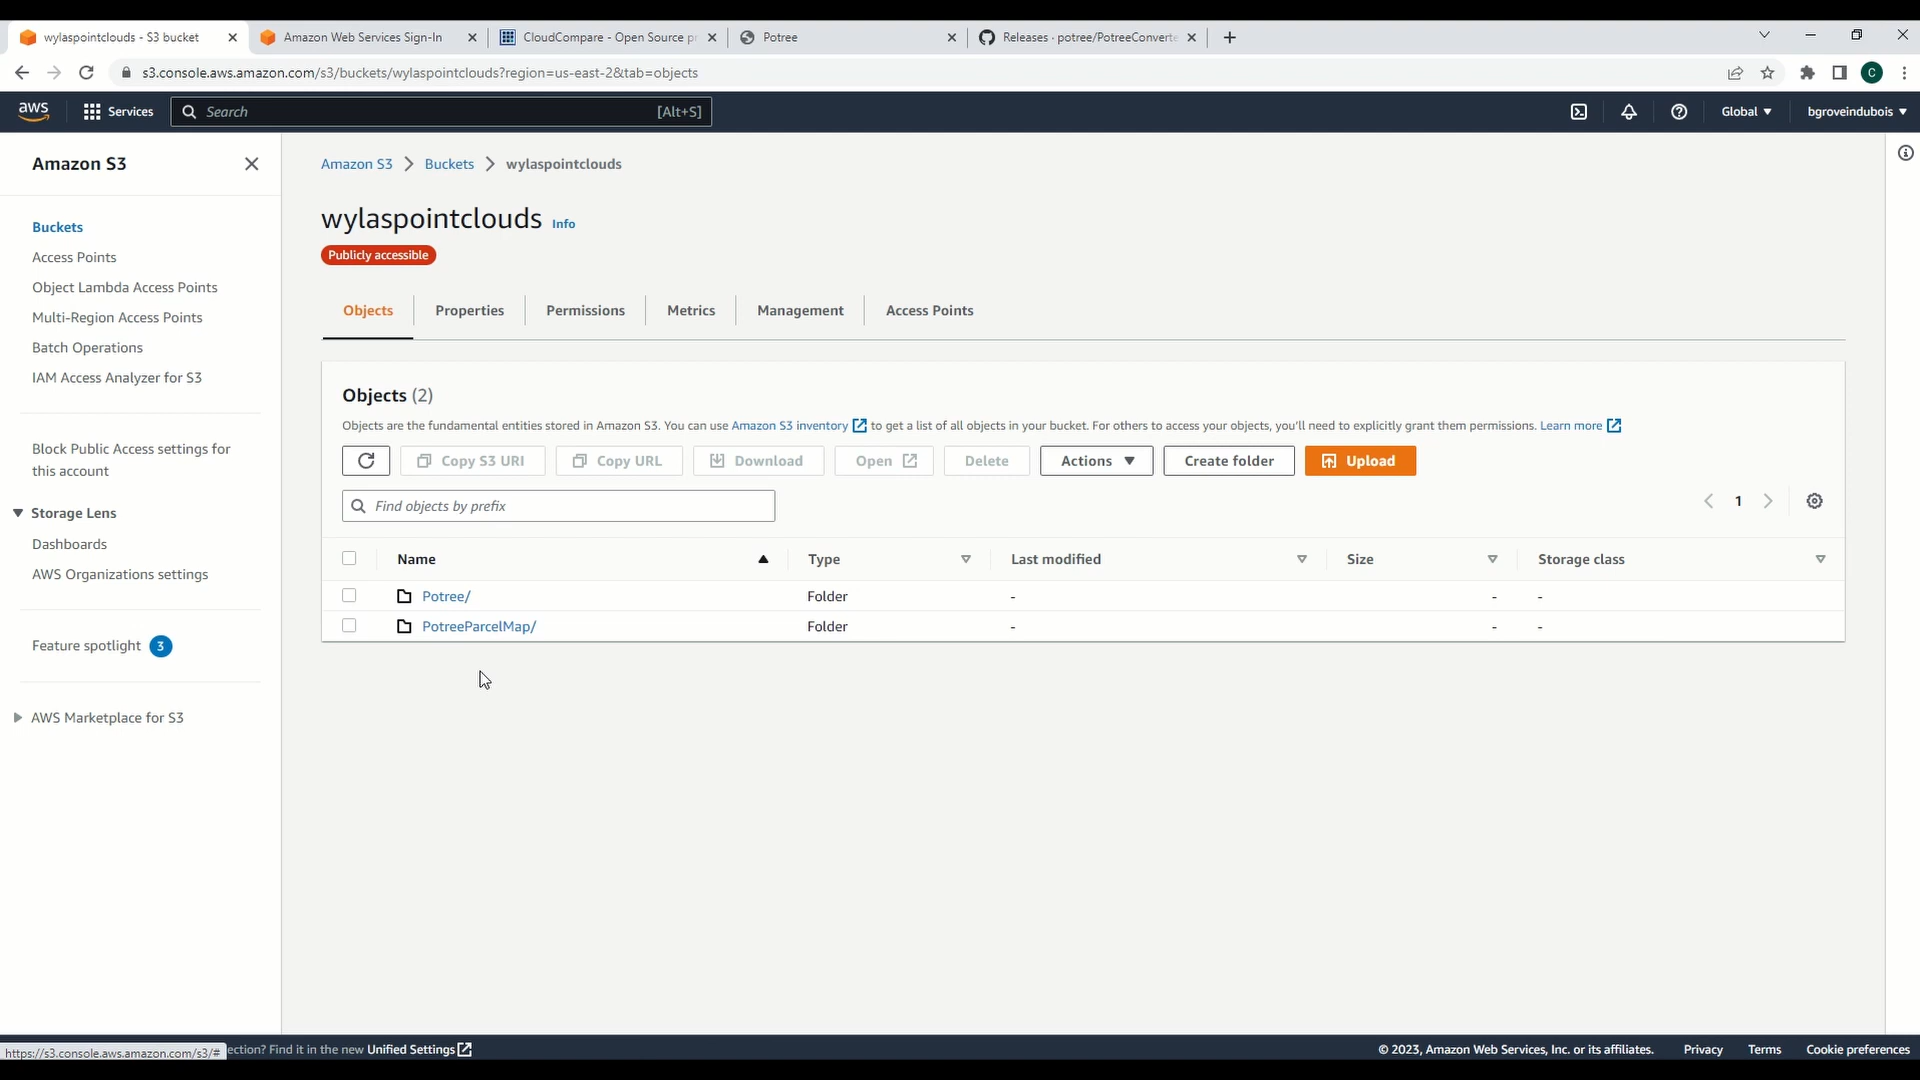 wylaspointclouds - S3 bucket
Amazon Web Services Sign-In
CloudCompare - Open Source pr
Potree
Releases · potree/PotreeConverte
s3.console.aws.amazon.com/s3/buckets/wylaspointclouds?region=us-east-2&tab=objects
C
aws
Services
Search
[Alt+S]
Global
bgroveindubois
Amazon S3
Buckets
Access Points
Object Lambda Access Points
Multi-Region Access Points
Batch Operations
IAM Access Analyzer for S3
Block Public Access settings for
this account
Storage Lens
Dashboards
AWS Organizations settings
Feature spotlight 3
AWS Marketplace for S3
Amazon S3 > Buckets > wylaspointclouds
wylaspointclouds Info
Publicly accessible
Objects
Properties
Permissions
Metrics
Management
Access Points
Objects (2)
Objects are the fundamental entities stored in Amazon S3. You can use Amazon S3 inventory to get a list of all objects in your bucket. For others to access your objects, you'll need to explicitly grant them permissions. Learn more
Copy S3 URI
Copy URL
Download
Open
Delete
Actions
Create folder
Upload
Find objects by prefix
1
Name Type Last modified Size Storage class
Potree/ Folder - - -
PotreeParcelMap/ Folder - - -
https://s3.console.aws.amazon.com/s3/#
ection? Find it in the new Unified Settings
© 2023, Amazon Web Services, Inc. or its affiliates.
Privacy
Terms
Cookie preferences